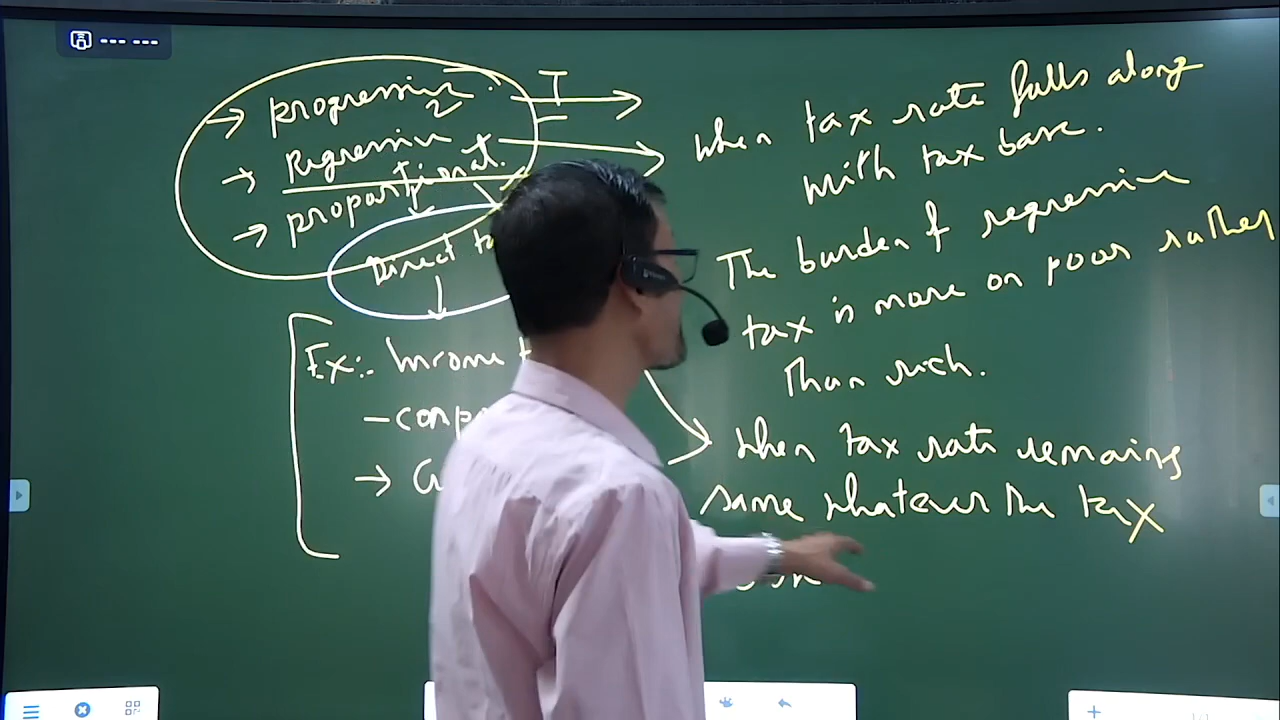 → progressive
→ Regressive
→ proportional
T
Direct
Ex:- Income
-corp
→
when tax rate falls along
with tax base.
The burden of regressive
tax is more on poor rather
than rich.
when tax rate remains
same whatever the tax